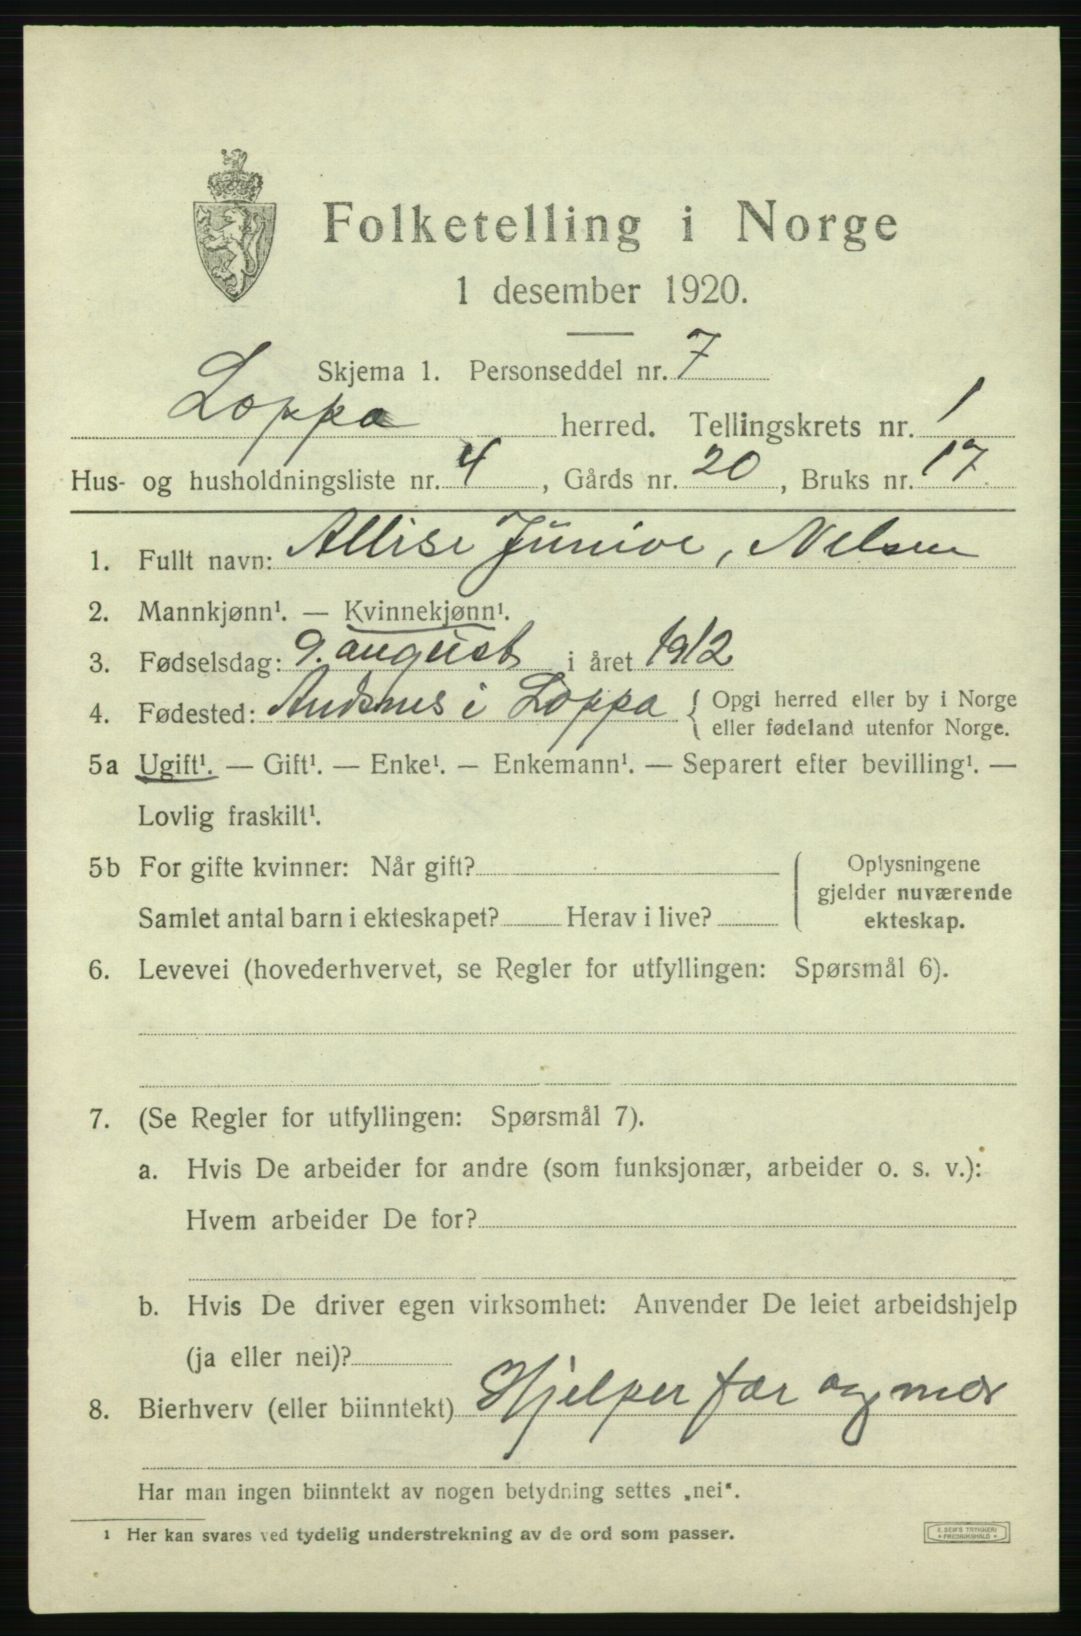 Folketelling i Norge
1 desember 1920.
Skjema 1. Personseddel nr. 7
Loppa herred. Tellingskrets nr. 1
Hus- og husholdningsliste nr. 4, Gårds nr. 20, Bruks nr. 17.
1. Fullt navn: Allise Júnive, Nelsen
2. Mannkjønn¹. — Kvinnekjønn¹.
3. Fødselsdag: 9. august i året 1912
4. Fødested: Andsnes i Loppa { Opgi herred eller by i Norge
eller fødeland utenfor Norge.
5a Ugift¹. — Gift¹. — Enke¹. — Enkemann¹. — Separert efter bevilling¹. —
Lovlig fraskilt¹.
5b For gifte kvinner: Når gift?
Samlet antal barn i ekteskapet? Herav i live?
Oplysningene
gjelder nuværende
ekteskap.
6. Levevei (hovederhvervet, se Regler for utfyllingen: Spørsmål 6).
7. (Se Regler for utfyllingen: Spørsmål 7).
a. Hvis De arbeider for andre (som funksjonær, arbeider o. s. v.):
Hvem arbeider De for?
b. Hvis De driver egen virksomhet: Anvender De leiet arbeidshjelp
(ja eller nei)?
8. Bierhverv (eller biinntekt) Hjelper far og mor
Har man ingen biinntekt av nogen betydning settes „nei".
¹ Her kan svares ved tydelig understrekning av de ord som passer.
E. SEM'S TRYKKERI
• FREDRIKSHALD •